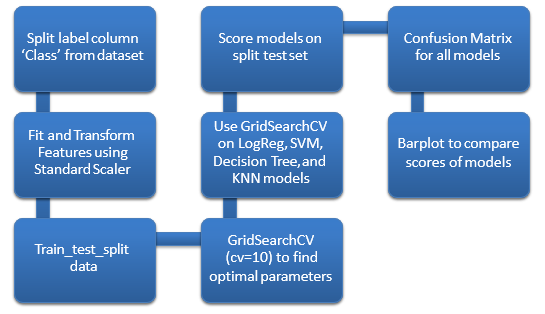 Split label column
‘Class’ from dataset
Fit and Transform
Features using
Standard Scaler
Train_test_split
data
GridSearchCV
(cv=10) to find
optimal parameters
Use GridSearchCV
on LogReg, SVM,
Decision Tree, and
KNN models
Score models on
split test set
Confusion Matrix
for all models
Barplot to compare
scores of models